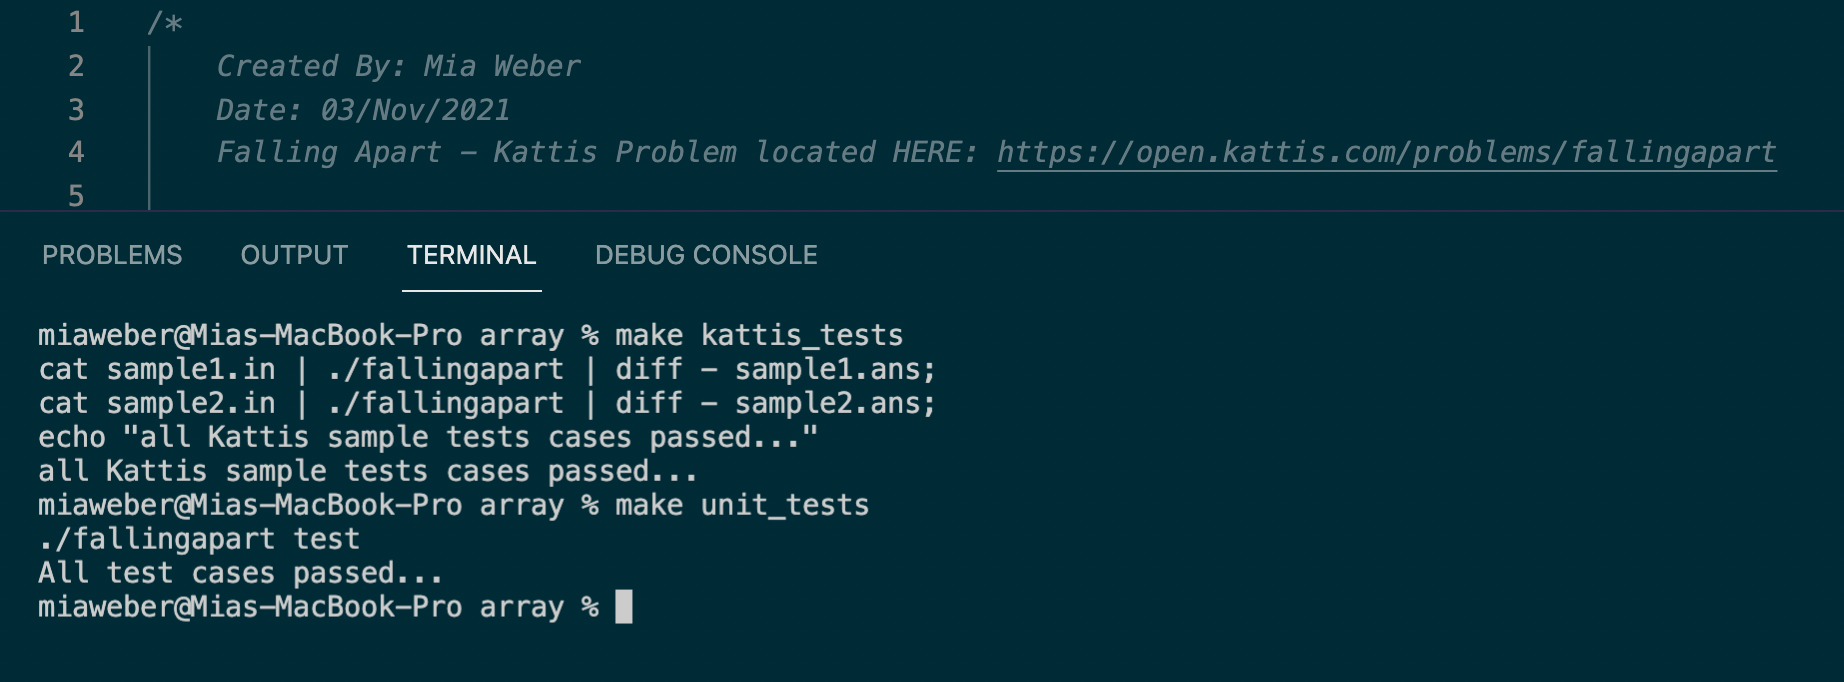 1 /*
2 Created By: Mia Weber
3 Date: 03/Nov/2021
4 Falling Apart – Kattis Problem located HERE: https://open.kattis.com/problems/fallingapart
5
PROBLEMS OUTPUT TERMINAL DEBUG CONSOLE
miaweber@Mias-MacBook-Pro array % make kattis_tests
cat sample1.in | ./fallingapart | diff - sample1.ans;
cat sample2.in | ./fallingapart | diff - sample2.ans;
echo "all Kattis sample tests cases passed..."
all Kattis sample tests cases passed...
miaweber@Mias-MacBook-Pro array % make unit_tests
./fallingapart test
All test cases passed...
miaweber@Mias-MacBook-Pro array %